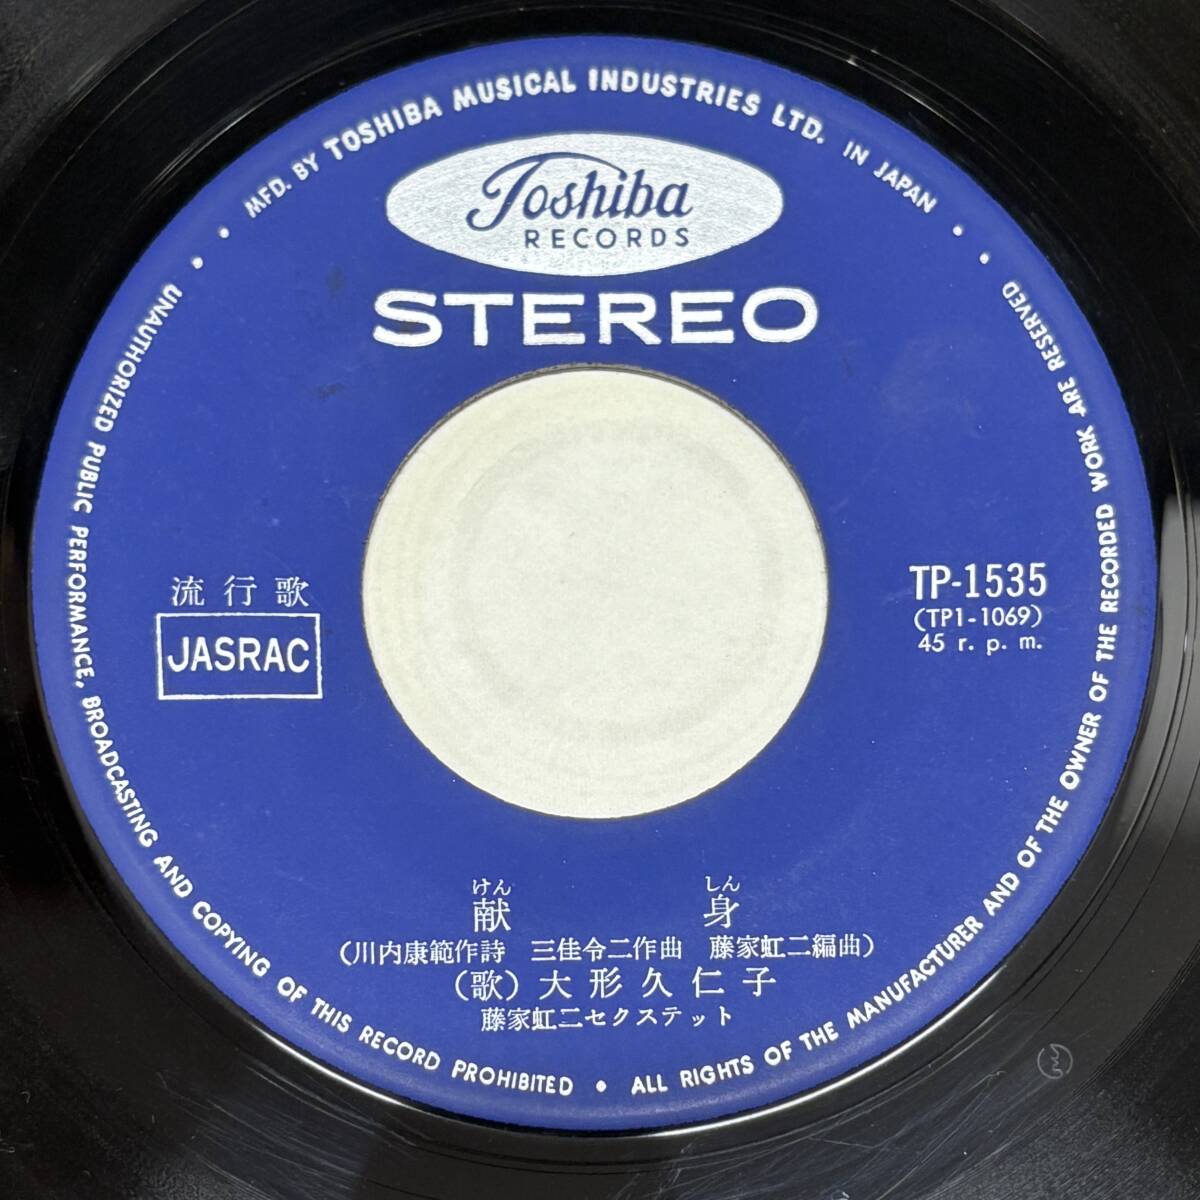 MFD. BY TOSHIBA MUSICAL INDUSTRIES LTD. IN JAPAN
Toshiba
RECORDS
STEREO
流行歌
JASRAC
TP-1535
(TP1-1069)
45 r. p. m.
けん しん
献 身
(川内康範作詩 三佳令二作曲 藤家虹二編曲)
(歌) 大形久仁子
藤家虹二セクステット
UNAUTHORIZED PUBLIC PERFORMANCE, BROADCASTING AND COPYING OF THIS RECORD PROHIBITED • ALL RIGHTS OF THE MANUFACTURER AND OF THE OWNER OF THE RECORDED WORK ARE RESERVED